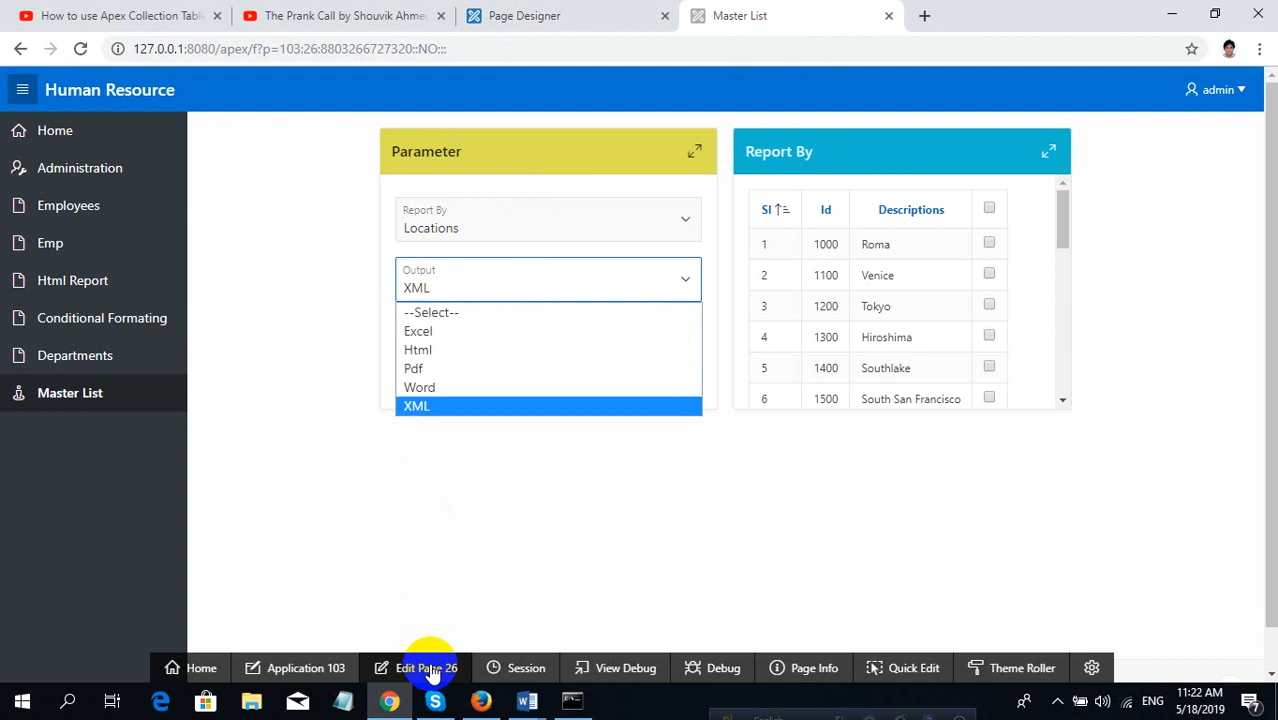 How to use Apex Collection Table
The Prank Call by Shouvik Ahme
Page Designer
Master List
127.0.0.1:8080/apex/f?p=103:26:8803266727320::NO:::
Human Resource
admin
Home
Administration
Employees
Emp
Html Report
Conditional Formating
Departments
Master List
Parameter
Report By
Locations
Output
XML
--Select--
Excel
Html
Pdf
Word
XML
Report By
Sl Id Descriptions
1 1000 Roma
2 1100 Venice
3 1200 Tokyo
4 1300 Hiroshima
5 1400 Southlake
6 1500 South San Francisco
Home Application 103 Edit Page 26 Session View Debug Debug Page Info Quick Edit Theme Roller
ENG
11:22 AM
5/18/2019
7
English